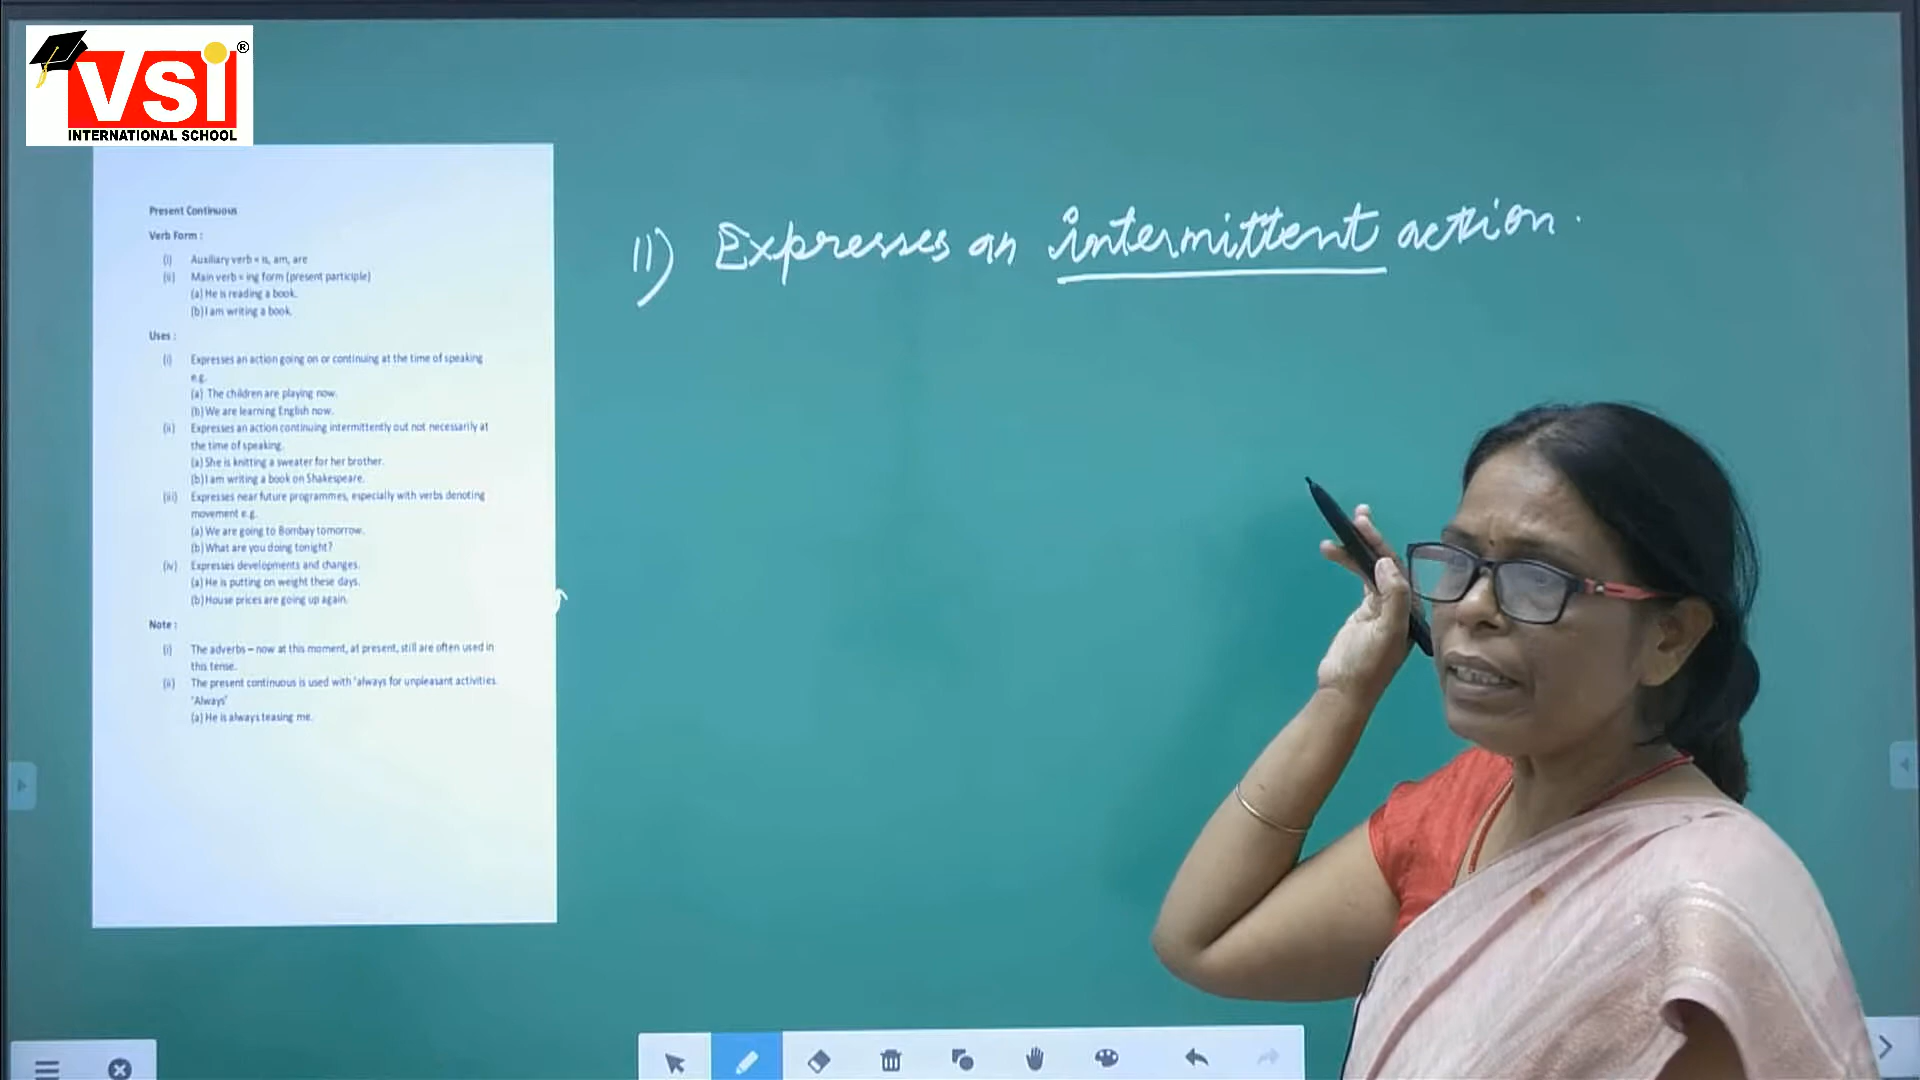 VSI ®
INTERNATIONAL SCHOOL
Present Continuous
Verb Form :
(i) Auxiliary verb = is, am, are
(ii) Main verb = ing form (present participle)
(a) He is reading a book.
(b) I am writing a book.
Uses :
(i) Expresses an action going on or continuing at the time of speaking
e.g.
(a) The children are playing now.
(b) We are learning English now.
(ii) Expresses an action continuing intermittently out not necessarily at
the time of speaking.
(a) She is knitting a sweater for her brother.
(b) I am writing a book on Shakespeare.
(iii) Expresses near future programmes, especially with verbs denoting
movement e.g.
(a) We are going to Bombay tomorrow.
(b) What are you doing tonight?
(iv) Expresses developments and changes.
(a) He is putting on weight these days.
(b) House prices are going up again.
Note :
(i) The adverbs – now at this moment, at present, still are often used in
this tense.
(ii) The present continuous is used with 'always for unpleasant activities.
'Always'
(a) He is always teasing me.
11) Expresses an intermittent action.